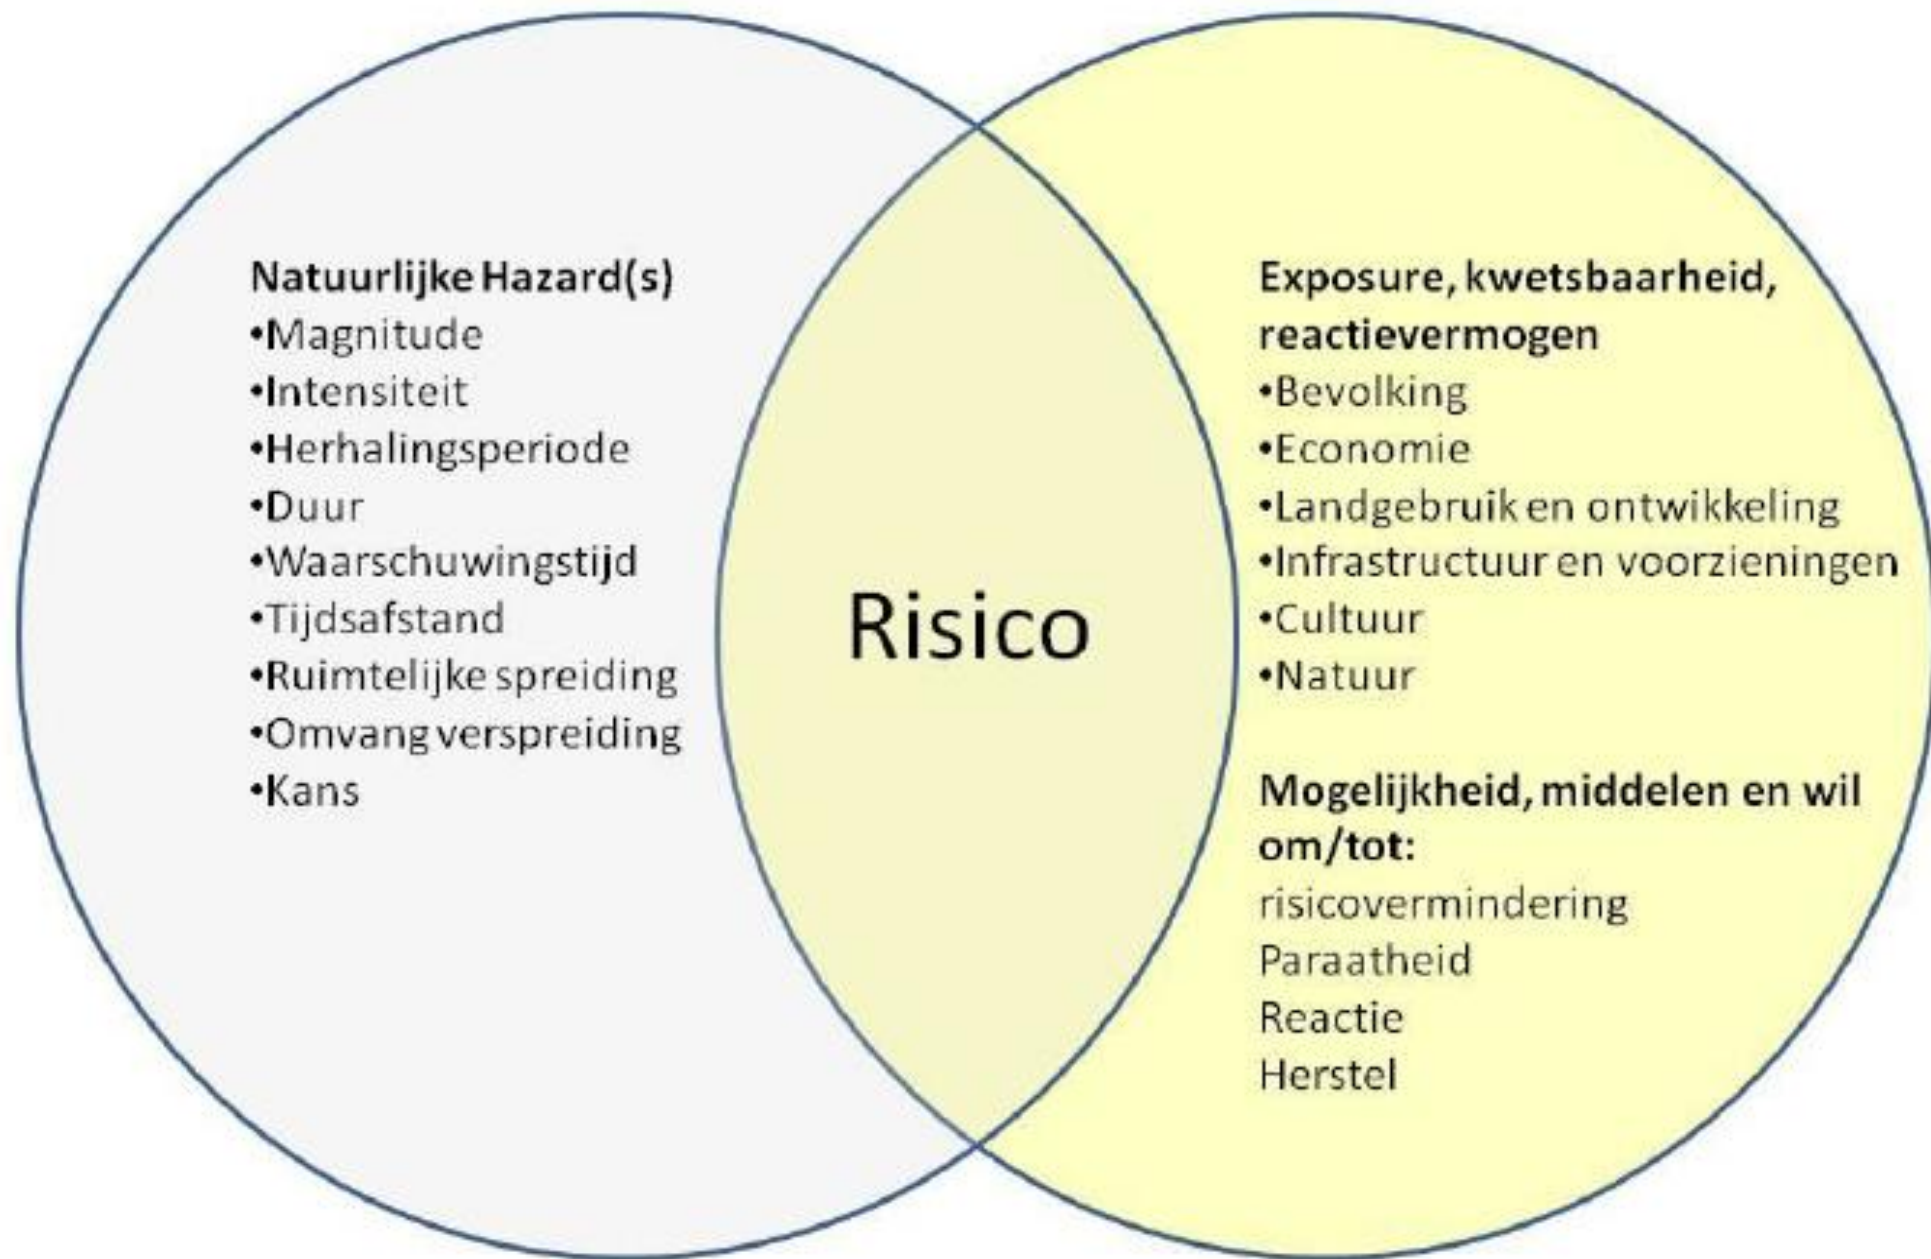 Natuurlijke Hazard(s)
•Magnitude
•Intensiteit
•Herhalingsperiode
•Duur
•Waarschuwingstijd
•Tijdsafstand
•Ruimtelijke spreiding
•Omvang verspreiding
•Kans
Risico
Exposure, kwetsbaarheid,
reactievermogen
•Bevolking
•Economie
•Landgebruik en ontwikkeling
•Infrastructuur en voorzieningen
•Cultuur
•Natuur
Mogelijkheid, middelen en wil
om/tot:
risicovermindering
Paraatheid
Reactie
Herstel